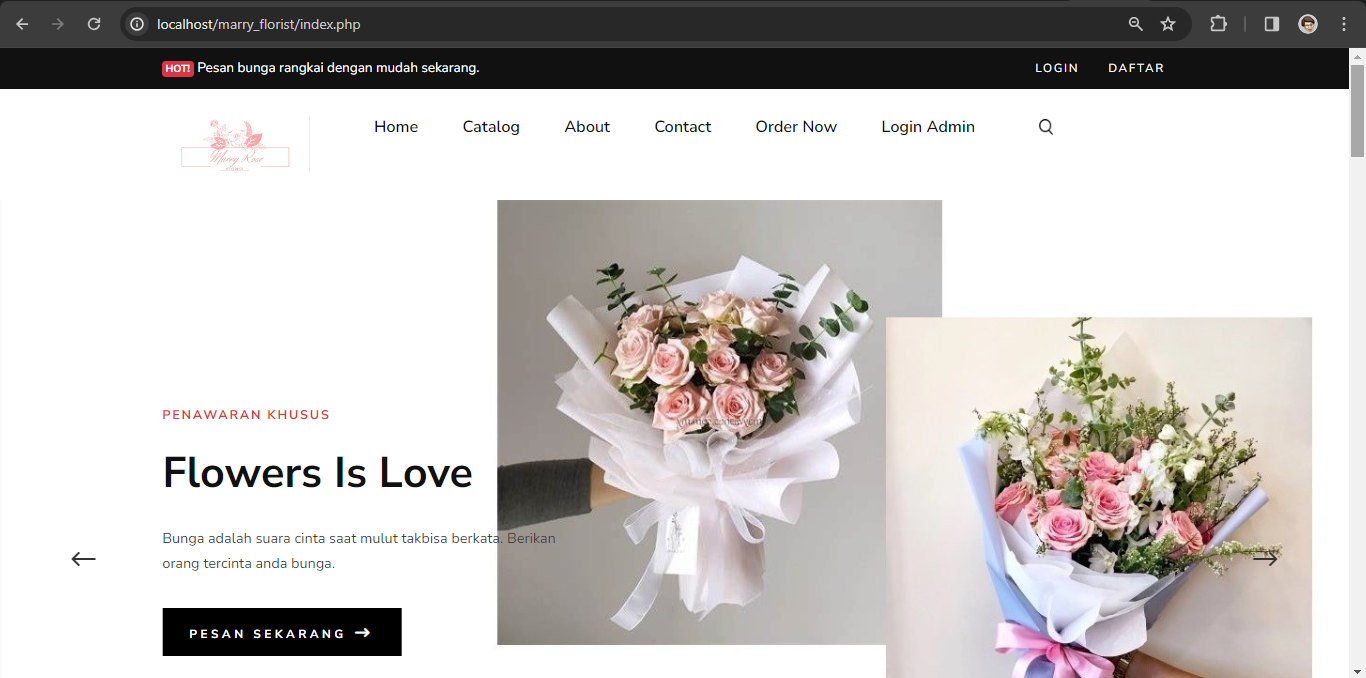 localhost/marry_florist/index.php
HOT! Pesan bunga rangkai dengan mudah sekarang.
LOGIN DAFTAR
Marry Rose
Home Catalog About Contact Order Now Login Admin
PENAWARAN KHUSUS
Flowers Is Love
Bunga adalah suara cinta saat mulut takbisa berkata. Berikan
orang tercinta anda bunga.
PESAN SEKARANG →